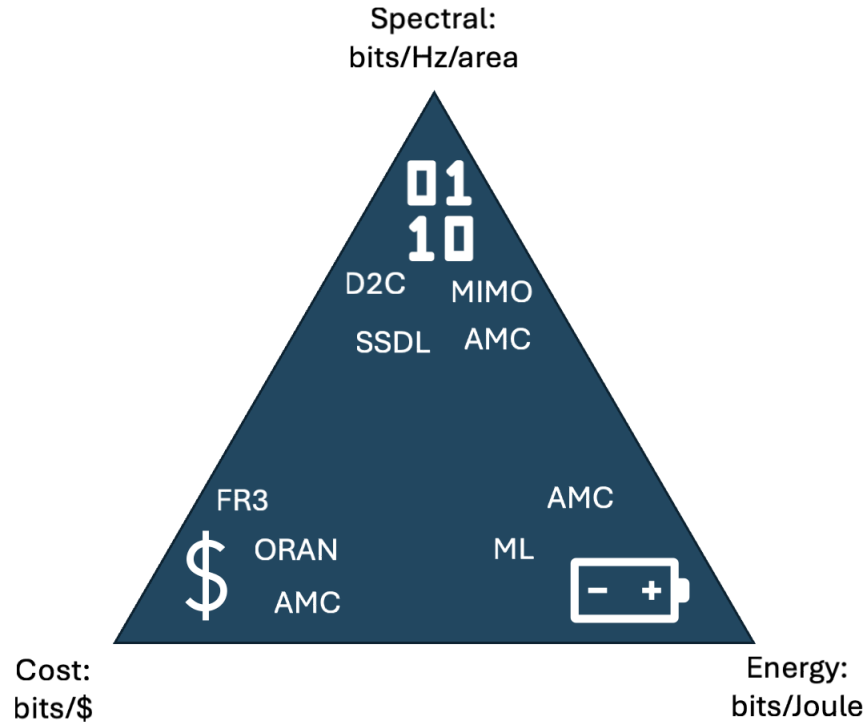 Spectral:
bits/Hz/area
01
10
D2C MIMO
SSDL AMC
FR3 AMC
$ ORAN ML
AMC - +
Cost: Energy:
bits/$ bits/Joule